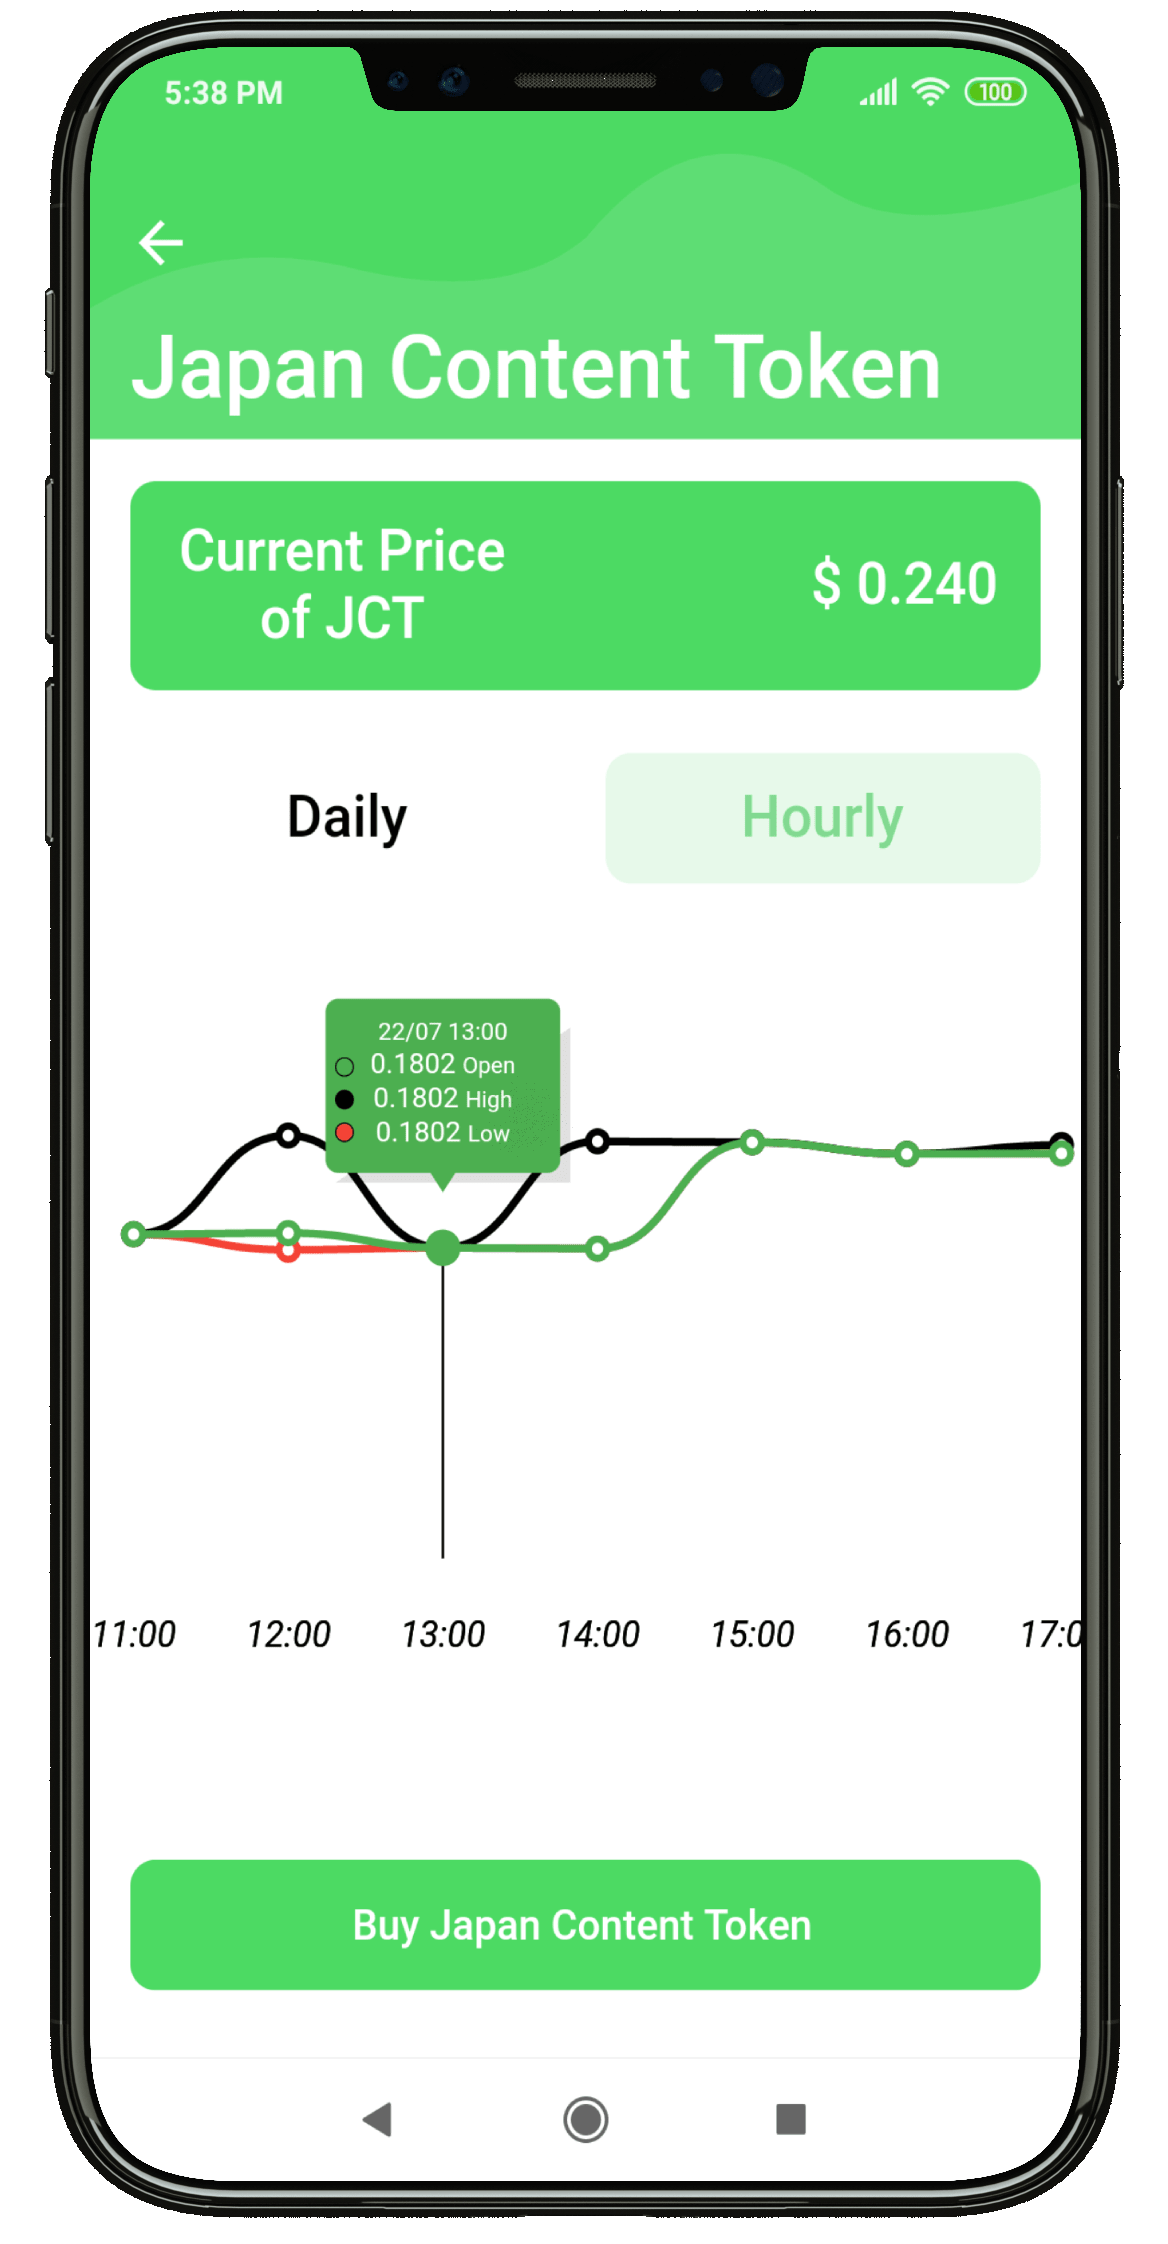 5:38 PM
100
Japan Content Token
Current Price
of JCT
$ 0.240
Daily
Hourly
22/07 13:00
0.1802 Open
0.1802 High
0.1802 Low
11:00 12:00 13:00 14:00 15:00 16:00 17:0
Buy Japan Content Token